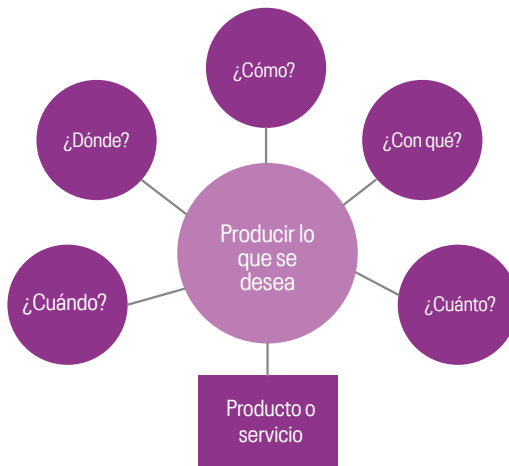 ¿Cómo?
¿Dónde?
¿Con qué?
Producir lo
que se
desea
¿Cuándo?
¿Cuánto?
Producto o
servicio